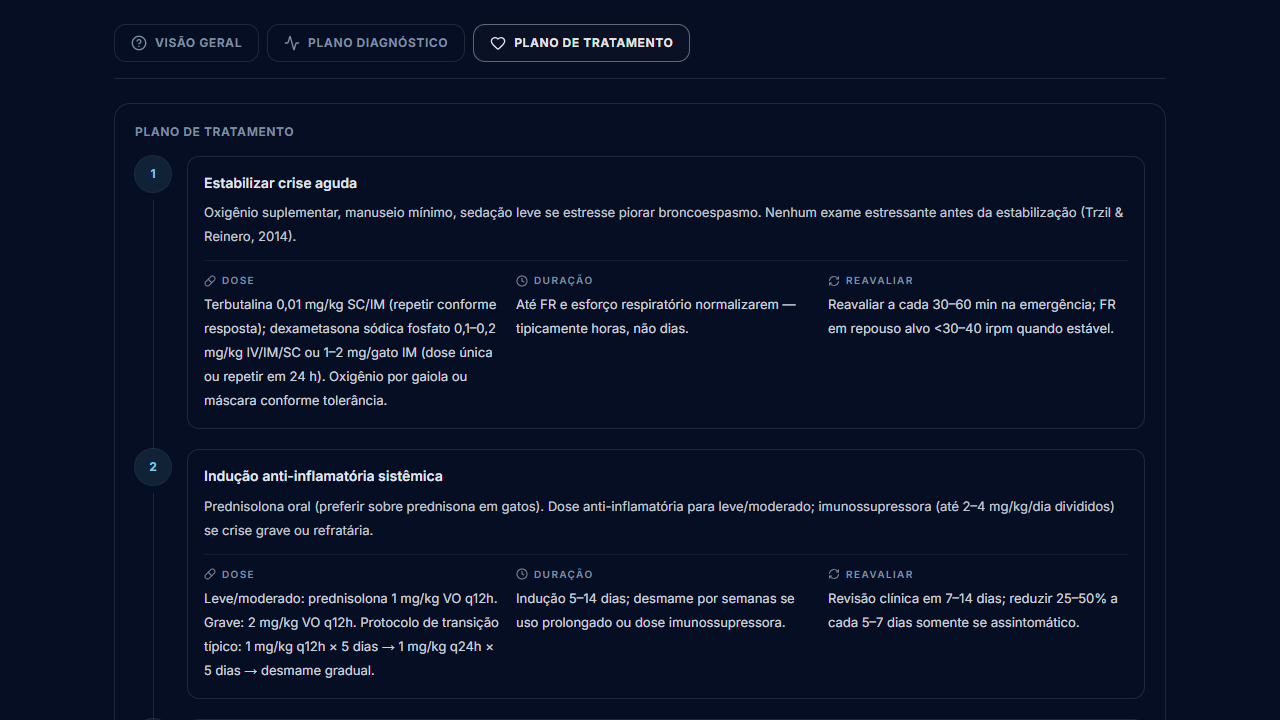 VISÃO GERAL
PLANO DIAGNÓSTICO
PLANO DE TRATAMENTO
PLANO DE TRATAMENTO
1
Estabilizar crise aguda
Oxigênio suplementar, manuseio mínimo, sedação leve se estresse piorar broncoespasmo. Nenhum exame estressante antes da estabilização (Trzil &
Reinero, 2014).
DOSE
Terbutalina 0,01 mg/kg SC/IM (repetir conforme
resposta); dexametasona sódica fosfato 0,1–0,2
mg/kg IV/IM/SC ou 1–2 mg/gato IM (dose única
ou repetir em 24 h). Oxigênio por gaiola ou
máscara conforme tolerância.
DURAÇÃO
Até FR e esforço respiratório normalizarem —
tipicamente horas, não dias.
REAVALIAR
Reavaliar a cada 30–60 min na emergência; FR
em repouso alvo <30–40 irpm quando estável.
2
Indução anti-inflamatória sistêmica
Prednisolona oral (preferir sobre prednisona em gatos). Dose anti-inflamatória para leve/moderado; imunossupressora (até 2–4 mg/kg/dia divididos)
se crise grave ou refratária.
DOSE
Leve/moderado: prednisolona 1 mg/kg VO q12h.
Grave: 2 mg/kg VO q12h. Protocolo de transição
típico: 1 mg/kg q12h × 5 dias → 1 mg/kg q24h ×
5 dias → desmame gradual.
DURAÇÃO
Indução 5–14 dias; desmame por semanas se
uso prolongado ou dose imunossupressora.
REAVALIAR
Revisão clínica em 7–14 dias; reduzir 25–50% a
cada 5–7 dias somente se assintomático.